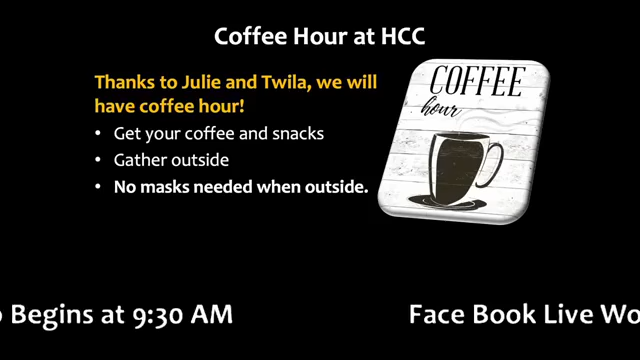 Coffee Hour at HCC
Thanks to Julie and Twila, we will
have coffee hour!
• Get your coffee and snacks
• Gather outside
• No masks needed when outside.
COFFEE
hour
Begins at 9:30 AM
Face Book Live